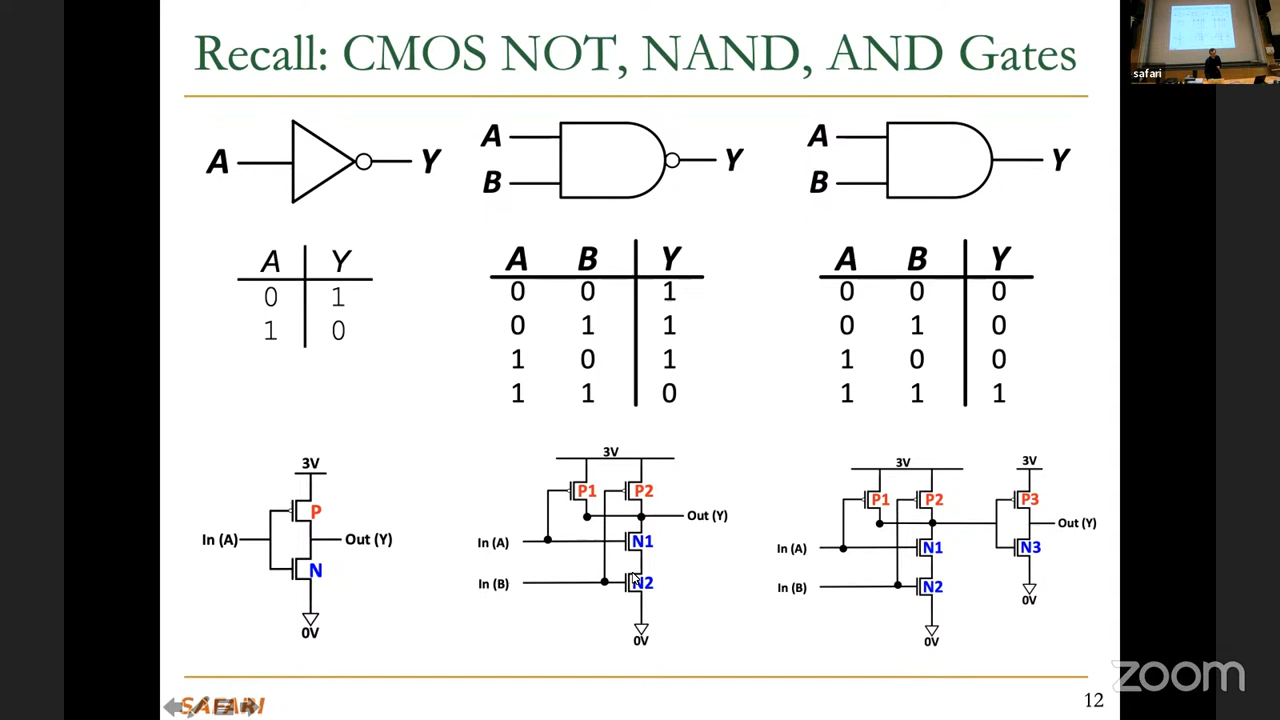 Recall: CMOS NOT, NAND, AND Gates
safari
A Y
A B Y
A B Y
A Y
0 1
1 0
A B Y
0 0 1
0 1 1
1 0 1
1 1 0
A B Y
0 0 0
0 1 0
1 0 0
1 1 1
3V
P
In (A)
Out (Y)
N
0V
3V
P1 P2
Out (Y)
In (A)
N1
In (B)
N2
0V
3V
3V
P1 P2 P3
Out (Y)
In (A)
N1 N3
In (B)
N2
0V
0V
SAFARI
12
zoom